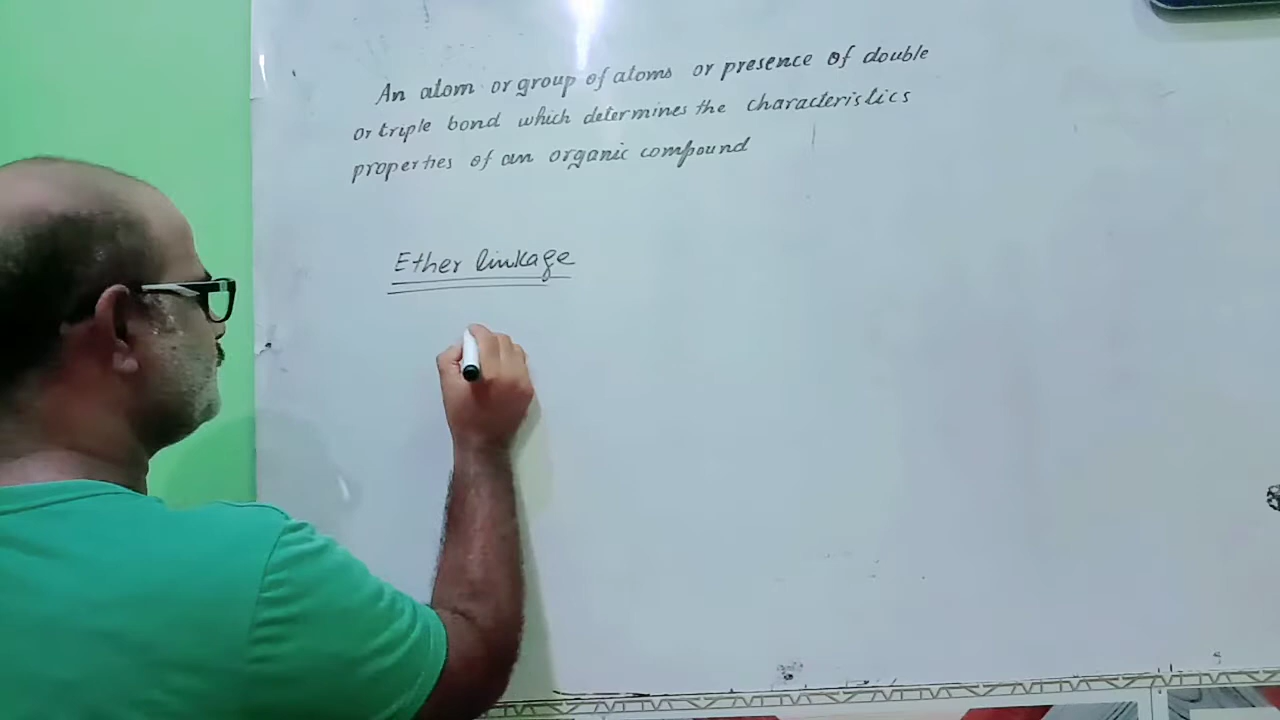 An atom or group of atoms or presence of double
or triple bond which determines the characteristics
properties of an organic compound
Ether linkage